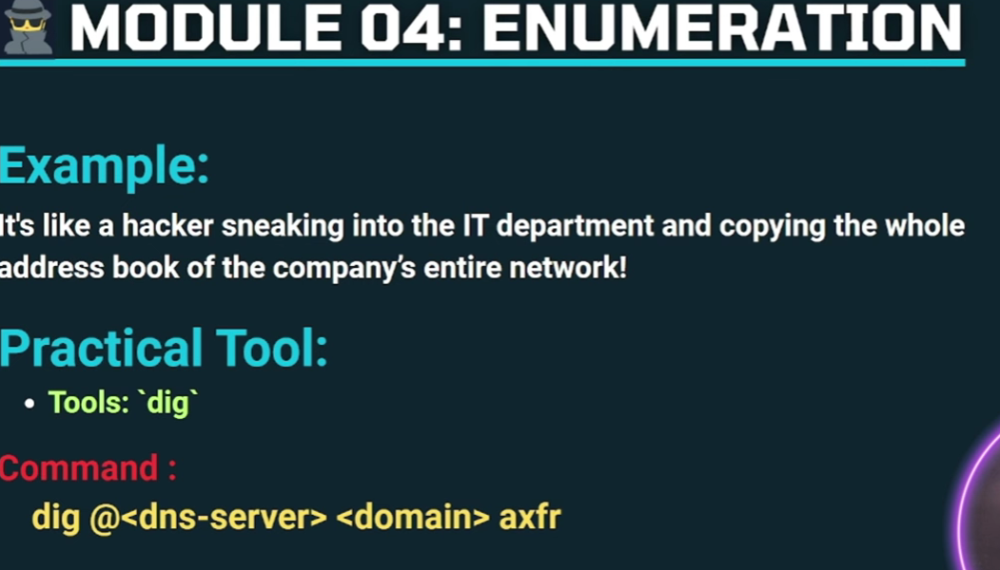 MODULE 04: ENUMERATION
Example:
It's like a hacker sneaking into the IT department and copying the whole
address book of the company’s entire network!
Practical Tool:
• Tools: `dig`
Command :
dig @<dns-server> <domain> axfr